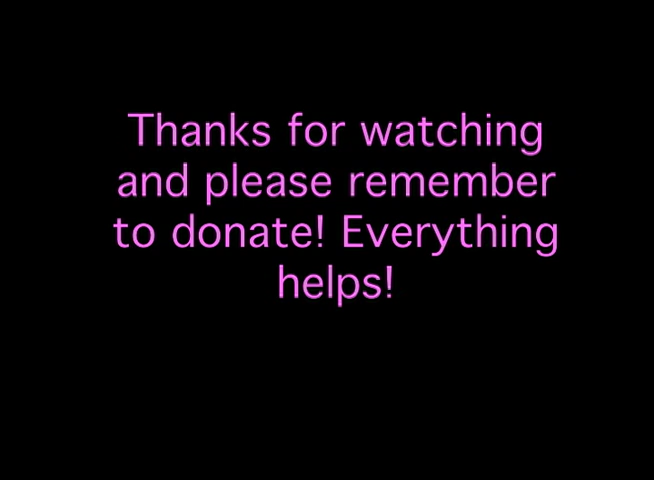 Thanks for watching
and please remember
to donate! Everything
helps!